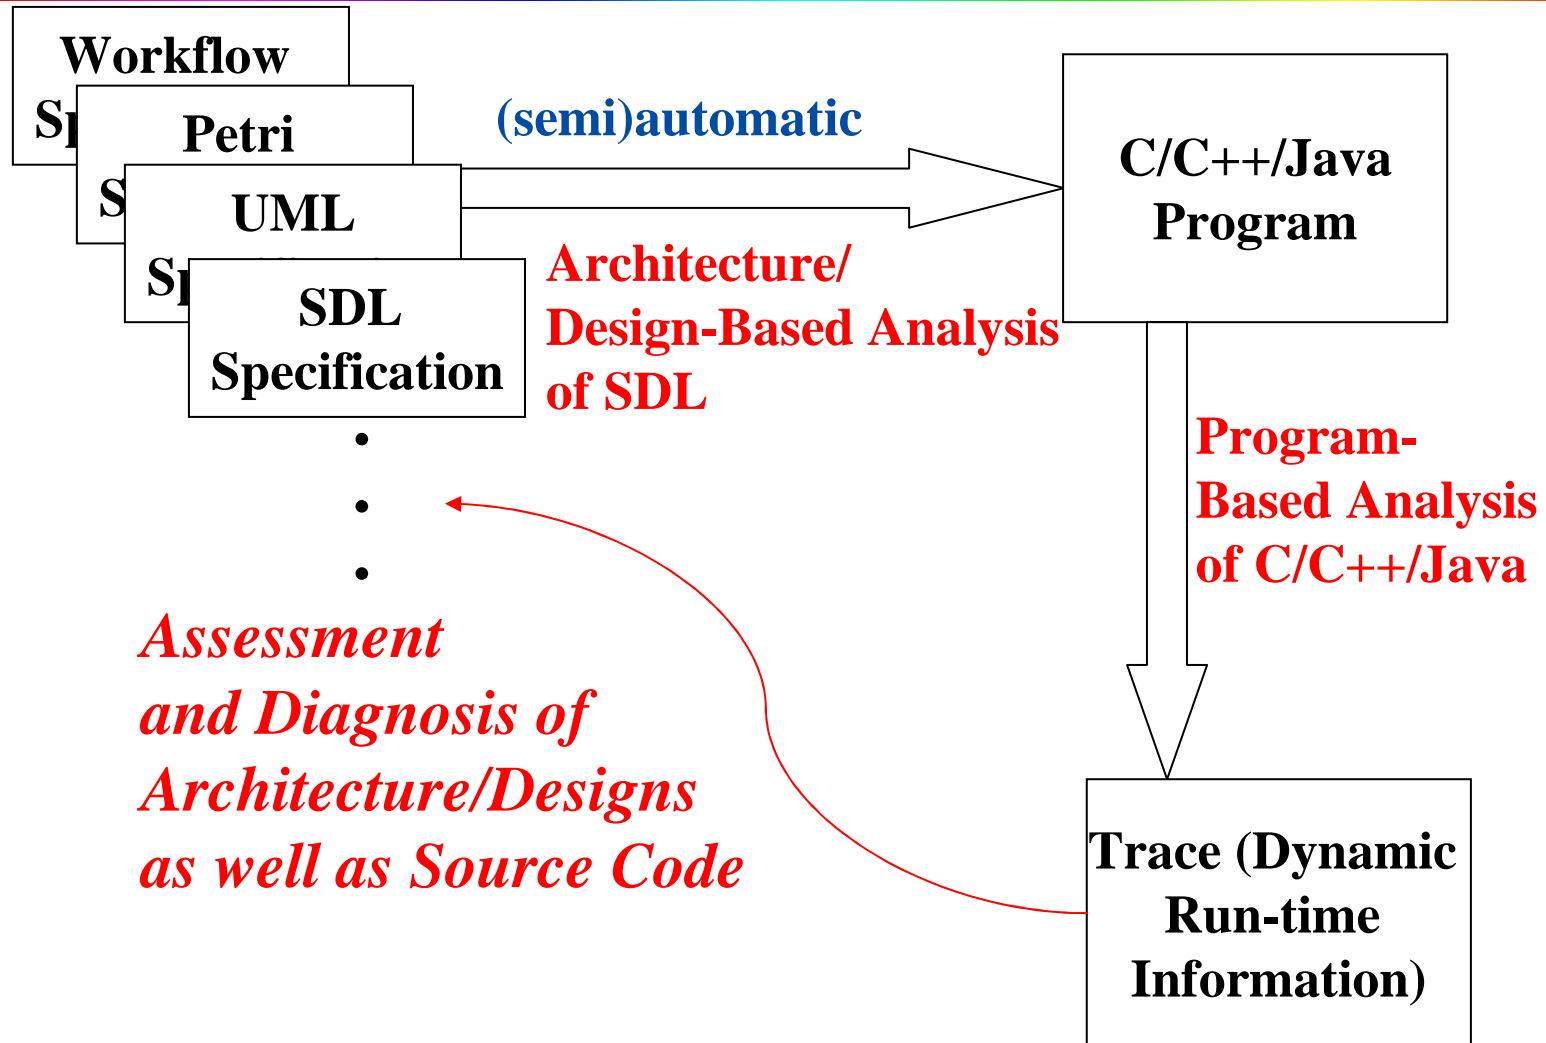 Workflow
Petri
UML
SDL
Specification
(semi)automatic
C/C++/Java
Program
Architecture/
Design-Based Analysis
of SDL
Program-
Based Analysis
of C/C++/Java
Assessment
and Diagnosis of
Architecture/Designs
as well as Source Code
Trace (Dynamic
Run-time
Information)